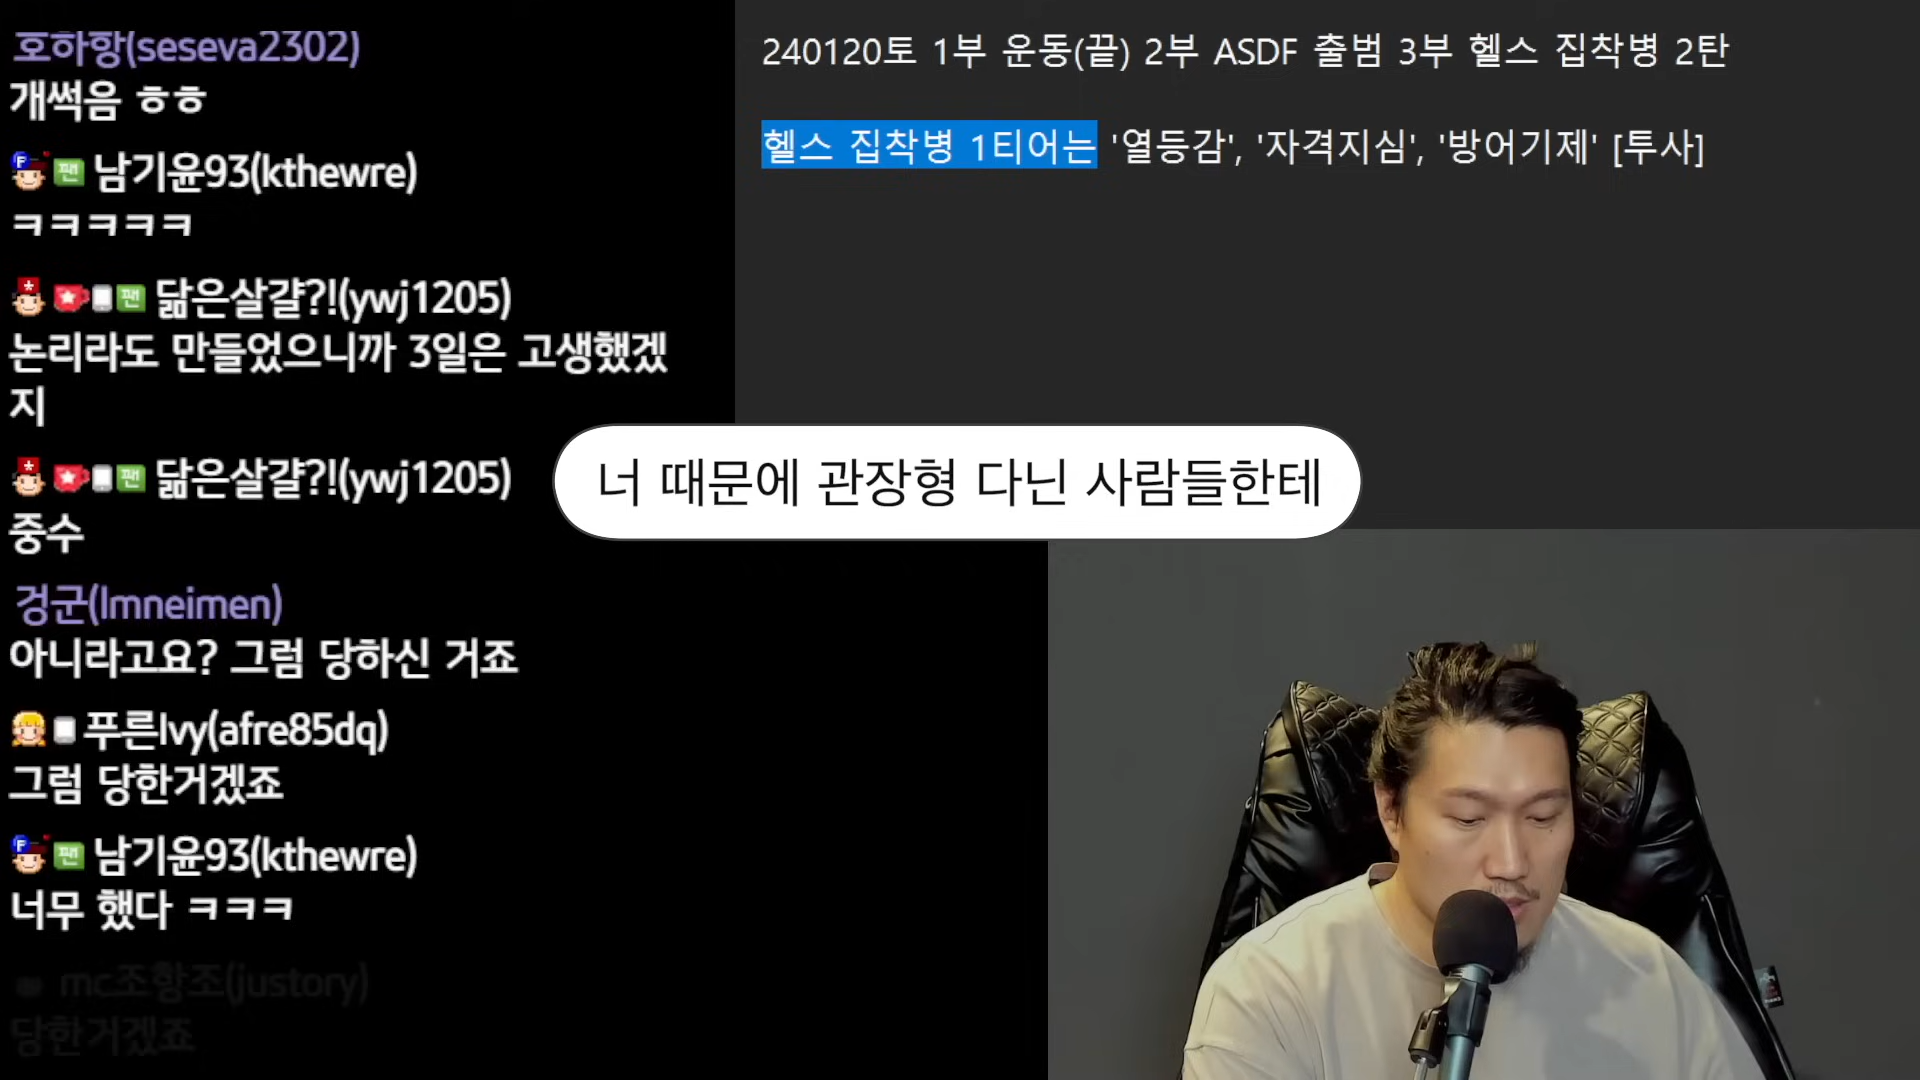 호하항(seseva2302)
개썩음 ㅎㅎ
남기윤93(kthewre)
ㅋㅋㅋㅋㅋ
닮은살걀?!(ywj1205)
논리라도 만들었으니까 3일은 고생했겠
지
닮은살걀?!(ywj1205)
중수
겅군(lmneimen)
아니라고요? 그럼 당하신 거죠
푸른Ivy(afre85dq)
그럼 당한거겠죠
남기윤93(kthewre)
너무 했다 ㅋㅋㅋ
mc조항조(justory)
당한거겠죠
240120토 1부 운동(끝) 2부 ASDF 출범 3부 헬스 집착병 2탄
헬스 집착병 1티어는 '열등감', '자격지심', '방어기제' [투사]
너 때문에 관장형 다닌 사람들한테